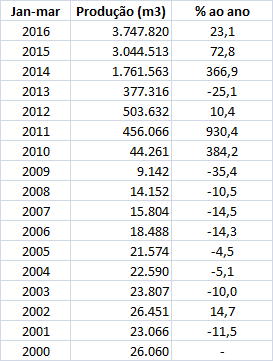 Jan-mar Produção (m3) % ao ano
2016 3.747.820 23,1
2015 3.044.513 72,8
2014 1.761.563 366,9
2013 377.316 -25,1
2012 503.632 10,4
2011 456.066 930,4
2010 44.261 384,2
2009 9.142 -35,4
2008 14.152 -10,5
2007 15.804 -14,5
2006 18.488 -14,3
2005 21.574 -4,5
2004 22.590 -5,1
2003 23.807 -10,0
2002 26.451 14,7
2001 23.066 -11,5
2000 26.060 -